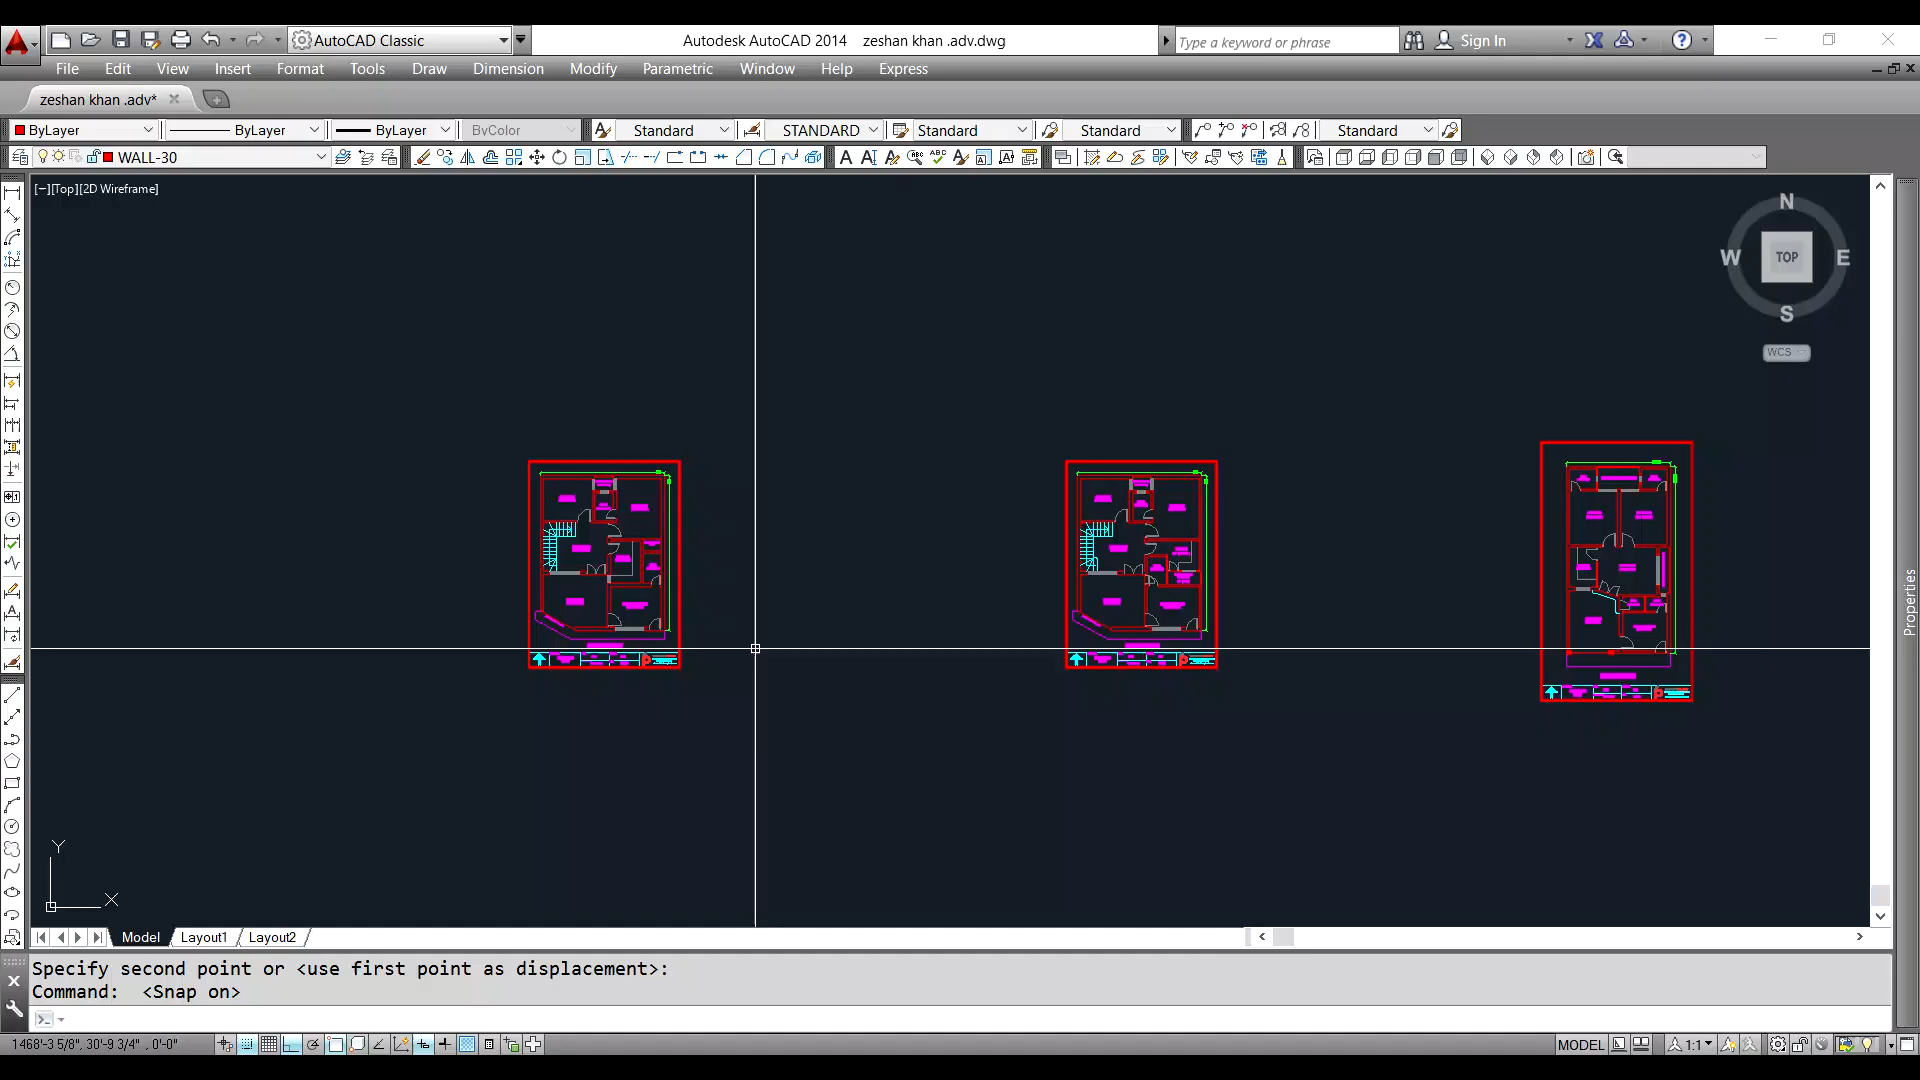 AutoCAD Classic
Autodesk AutoCAD 2014 zeshan khan .adv.dwg
Type a keyword or phrase
Sign In
File Edit View Insert Format Tools Draw Dimension Modify Parametric Window Help Express
zeshan khan .adv*
ByLayer ByLayer ByLayer ByColor Standard STANDARD Standard Standard Standard
WALL-30
[−][Top][2D Wireframe]
N
W TOP E
S
WCS
Properties
Y
X
Model Layout1 Layout2
Specify second point or <use first point as displacement>:
Command: <Snap on>
1468'-3 5/8", 30'-9 3/4" , 0'-0" MODEL 1:1